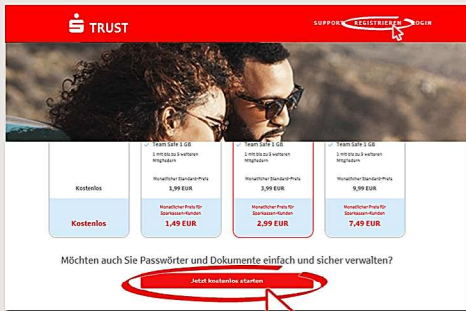 TRUST
SUPPORT REGISTRIEREN LOGIN
Team Safe 1 GB
Team Safe 1 GB
Team Safe 1 GB
1 mit bis zu 5 weiteren Mitgliedern
1 mit bis zu 5 weiteren Mitgliedern
1 mit bis zu 5 weiteren Mitgliedern
Monatlicher Standard-Preis
Monatlicher Standard-Preis
Monatlicher Standard-Preis
Kostenlos
3,99 EUR
9,99 EUR
Monatlicher Preis für Sparkassen-Kunden
Monatlicher Preis für Sparkassen-Kunden
Monatlicher Preis für Sparkassen-Kunden
Kostenlos
1,49 EUR
2,99 EUR
7,49 EUR
Möchten auch Sie Passwörter und Dokumente einfach und sicher verwalten?
Jetzt kostenlos starten